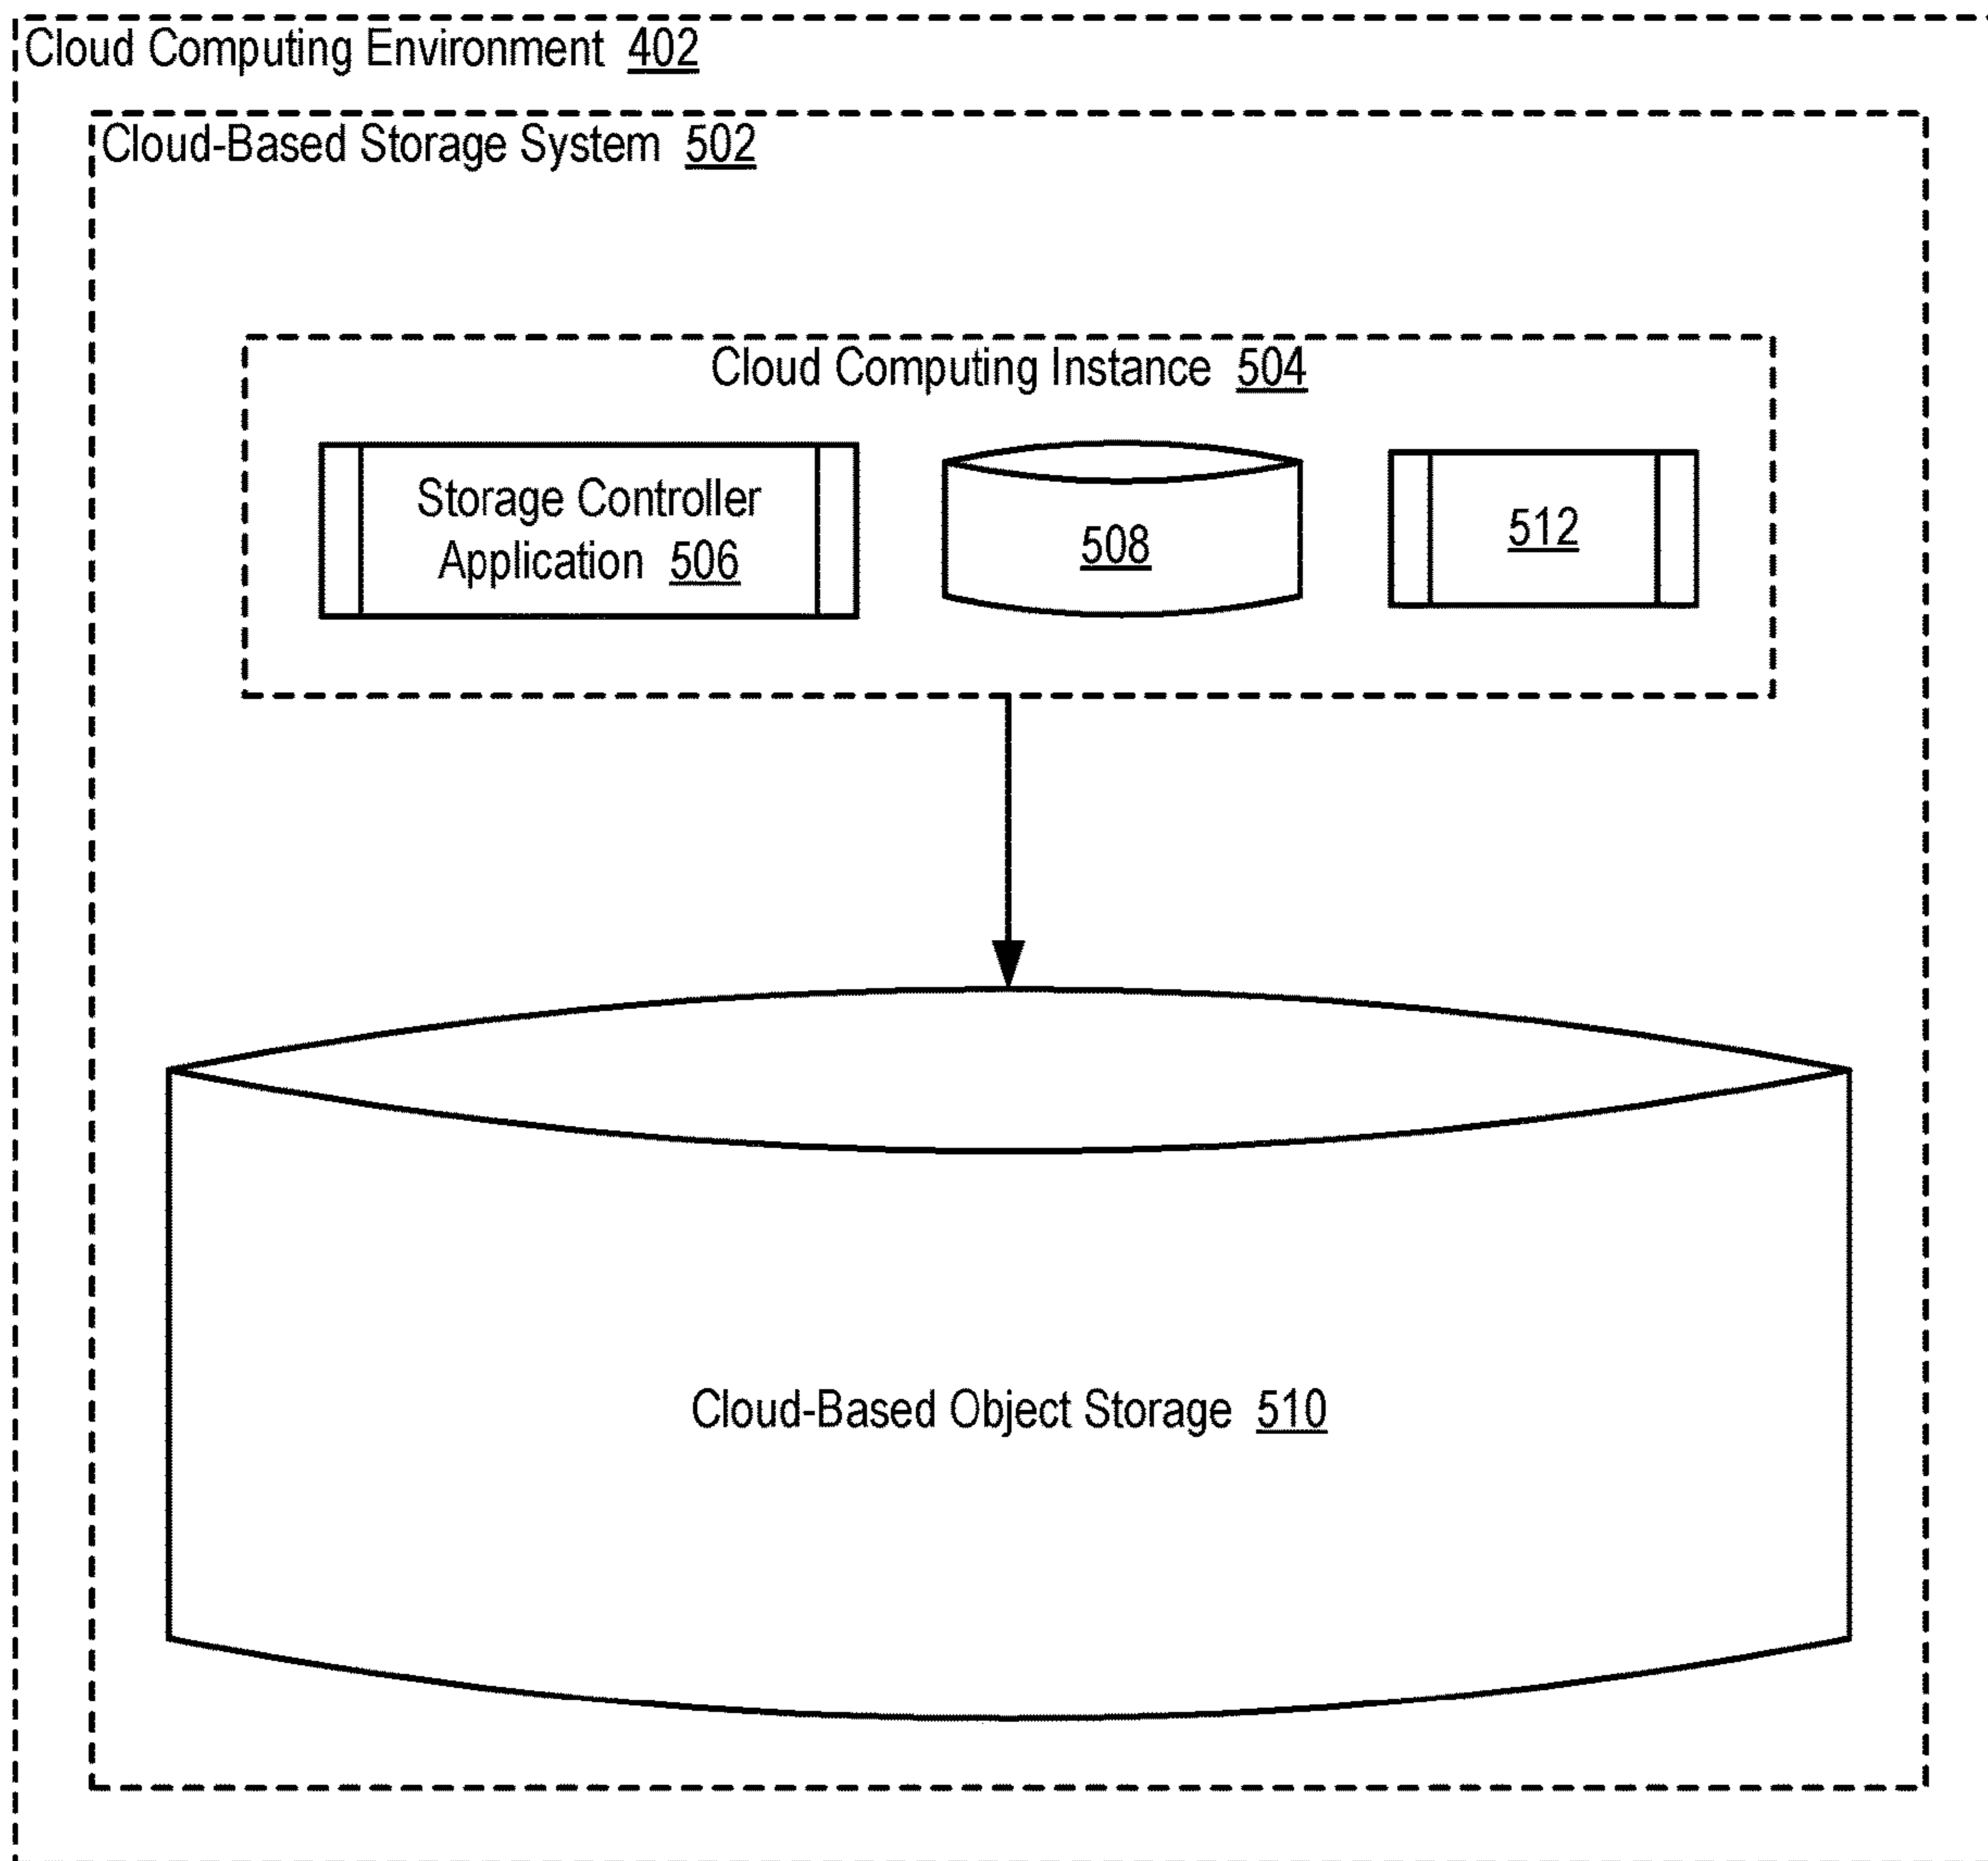 Cloud Computing Environment 402
Cloud-Based Storage System 502
Cloud Computing Instance 504
Storage Controller
Application 506
508
512
Cloud-Based Object Storage 510